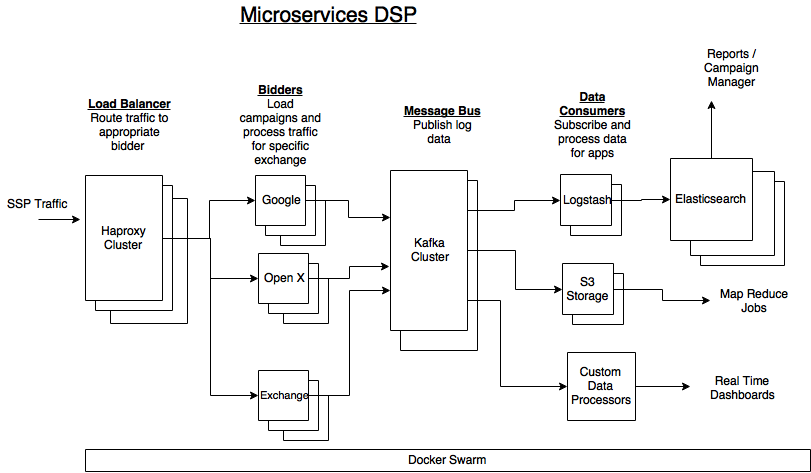 Microservices DSP
Reports /
Campaign
Manager
Load Balancer
Route traffic to
appropriate
bidder
Bidders
Load
campaigns and
process traffic
for specific
exchange
Message Bus
Publish log
data
Data
Consumers
Subscribe and
process data
for apps
SSP Traffic
Haproxy
Cluster
Google
Open X
Exchange
Kafka
Cluster
Logstash
S3
Storage
Custom
Data
Processors
Elasticsearch
Map Reduce
Jobs
Real Time
Dashboards
Docker Swarm